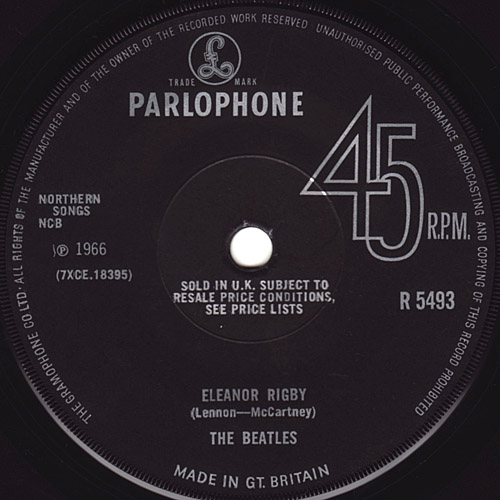 THE GRAMOPHONE CO LTD. ALL RIGHTS OF THE MANUFACTURER AND OF THE OWNER OF THE RECORDED WORK RESERVED UNAUTHORISED PUBLIC PERFORMANCE BROADCASTING AND COPYING OF THIS RECORD PROHIBITED
£
TRADE MARK
PARLOPHONE
45
R.P.M.
NORTHERN
SONGS
NCB
℗ 1966
(7XCE.18395)
SOLD IN U.K. SUBJECT TO
RESALE PRICE CONDITIONS,
SEE PRICE LISTS
R 5493
ELEANOR RIGBY
(Lennon—McCartney)
THE BEATLES
MADE IN GT. BRITAIN